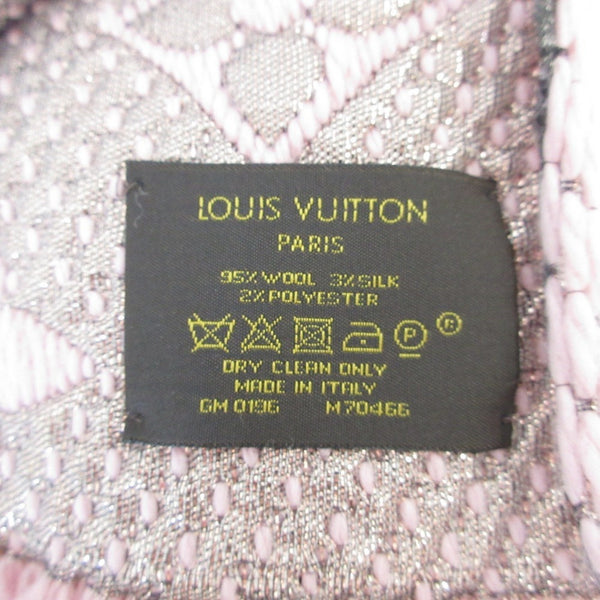 LOUIS VUITTON
PARIS
95% WOOL 3% SILK
2% POLYESTER
P ®
DRY CLEAN ONLY
MADE IN ITALY
GM 0196 M70466